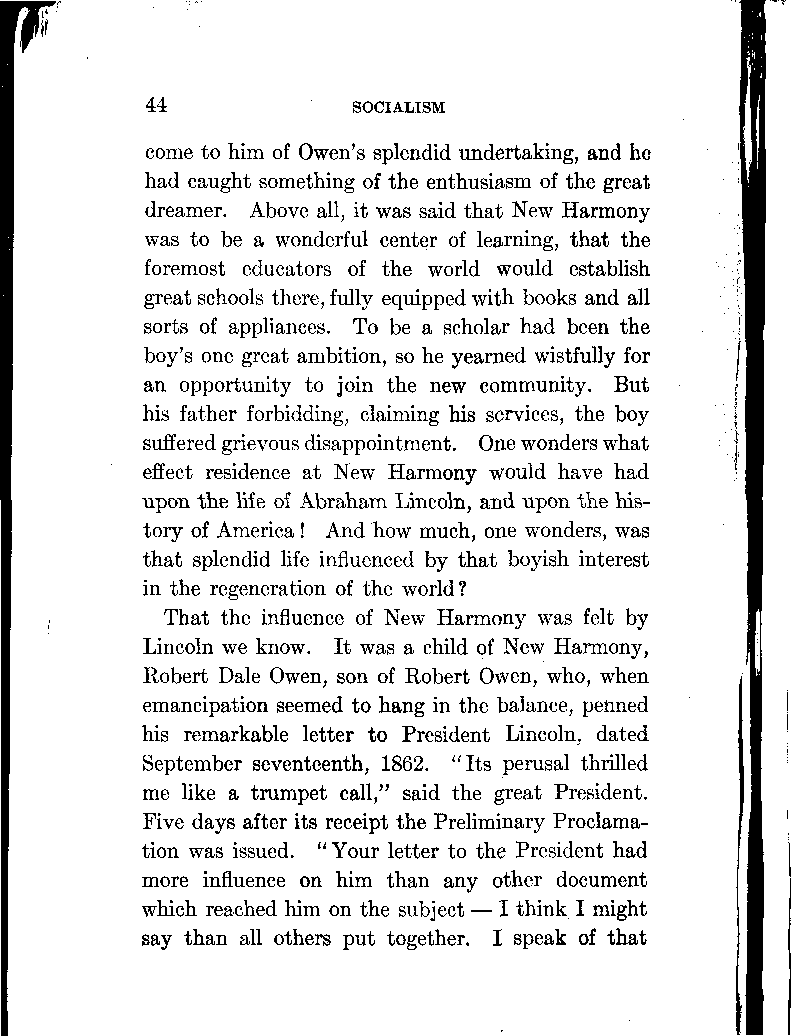 44 SOCIALISM
come to him of Owen's splendid undertaking, and he
had caught something of the enthusiasm of the great
dreamer. Above all, it was said that New Harmony
was to be a wonderful center of learning, that the
foremost educators of the world would establish
great schools there, fully equipped with books and all
sorts of appliances. To be a scholar had been the
boy's one great ambition, so he yearned wistfully for
an opportunity to join the new community. But
his father forbidding, claiming his services, the boy
suffered grievous disappointment. One wonders what
effect residence at New Harmony would have had
upon the life of Abraham Lincoln, and upon the his-
tory of America! And how much, one wonders, was
that splendid life influenced by that boyish interest
in the regeneration of the world?
That the influence of New Harmony was felt by
Lincoln we know. It was a child of New Harmony,
Robert Dale Owen, son of Robert Owen, who, when
emancipation seemed to hang in the balance, penned
his remarkable letter to President Lincoln, dated
September seventeenth, 1862. "Its perusal thrilled
me like a trumpet call," said the great President.
Five days after its receipt the Preliminary Proclama-
tion was issued. "Your letter to the President had
more influence on him than any other document
which reached him on the subject — I think I might
say than all others put together. I speak of that